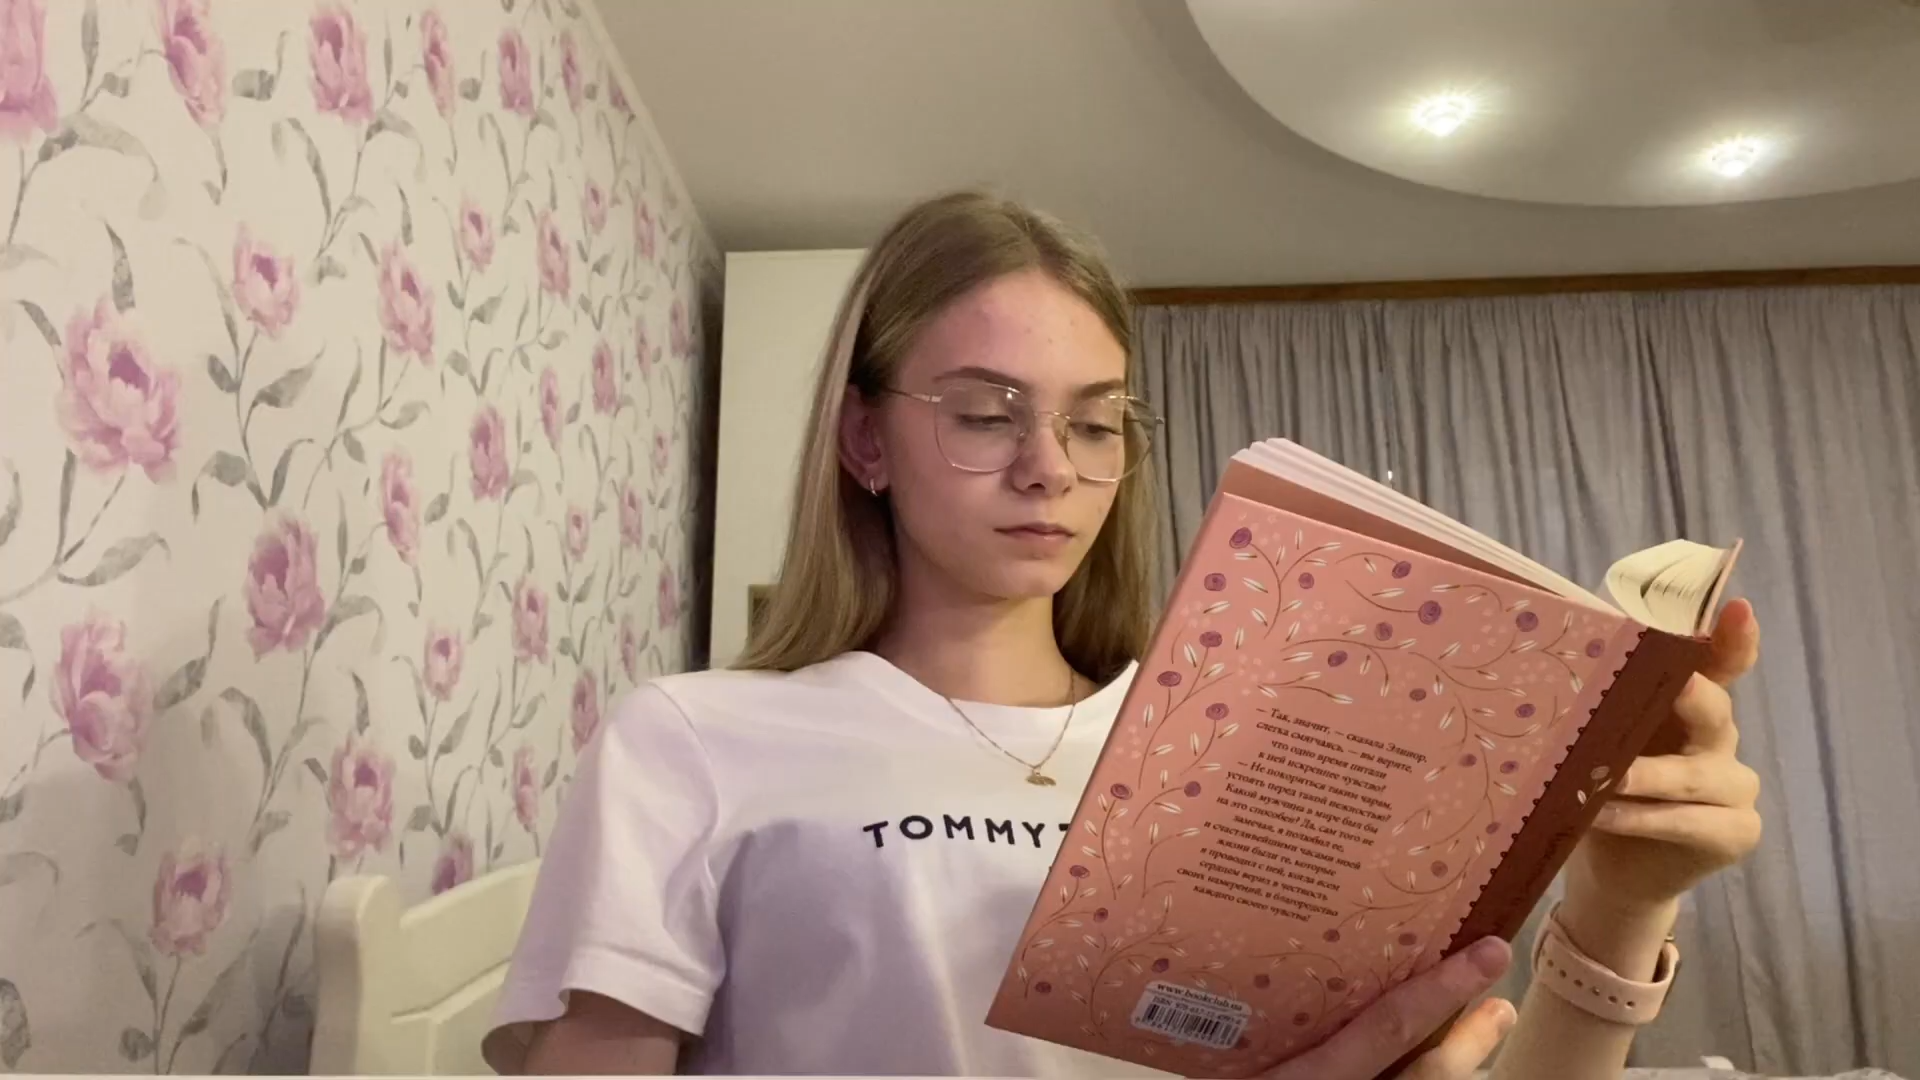 TOMMY
— Так, значит, — сказала Элинор,
слегка смягчаясь, — вы верите,
что одно время питали
к ней искреннее чувство?
— Не покориться таким чарам,
устоять перед такой нежностью?
Какой мужчина в мире был бы
на это способен? Да, сам того не
замечая, я полюбил ее,
и счастливейшими часами моей
жизни были те, которые
я проводил с ней, когда всем
сердцем верил в честность
своих намерений, в благородство
каждого своего чувства!
www.bookclub.ua